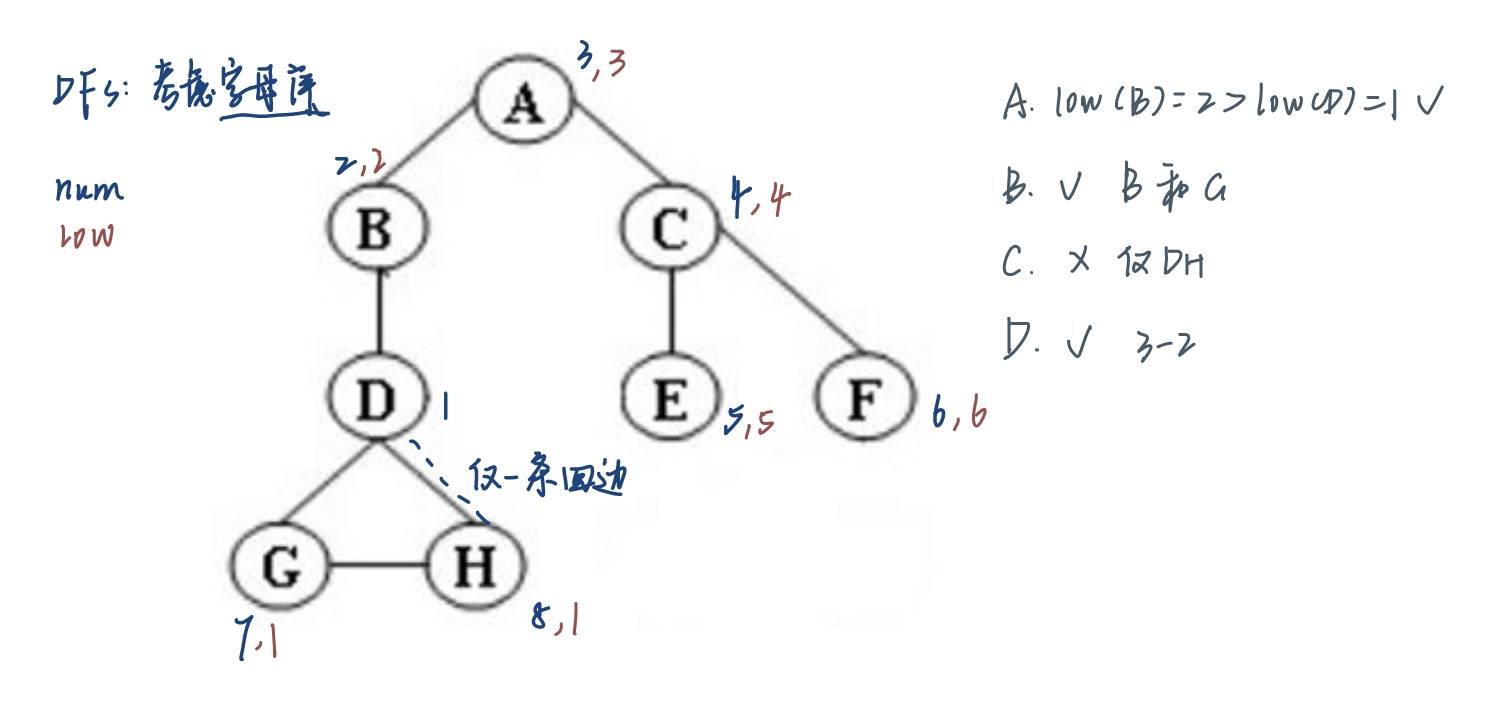 DFS: 考虑字母序
num
low
A
3,3
B
2,2
C
4,4
D
1
E
5,5
F
6,6
仅一条回边
G
7,1
H
8,1
A. low(B)=2>low(D)=1 ✓
B. ✓ B和G
C. × 仅DH
D. ✓ 3-2